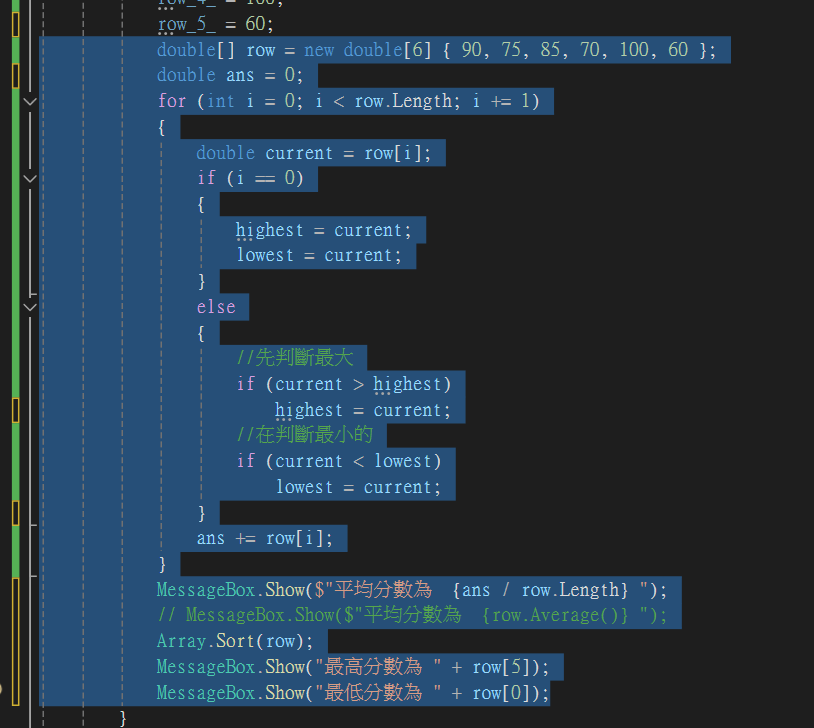 row_4_ = 100;
row_5_ = 60;
double[] row = new double[6] { 90, 75, 85, 70, 100, 60 };
double ans = 0;
for (int i = 0; i < row.Length; i += 1)
{
double current = row[i];
if (i == 0)
{
highest = current;
lowest = current;
}
else
{
//先判斷最大
if (current > highest)
highest = current;
//在判斷最小的
if (current < lowest)
lowest = current;
}
ans += row[i];
}
MessageBox.Show($"平均分數為  {ans / row.Length} ");
// MessageBox.Show($"平均分數為  {row.Average()} ");
Array.Sort(row);
MessageBox.Show("最高分數為 " + row[5]);
MessageBox.Show("最低分數為 " + row[0]);
}